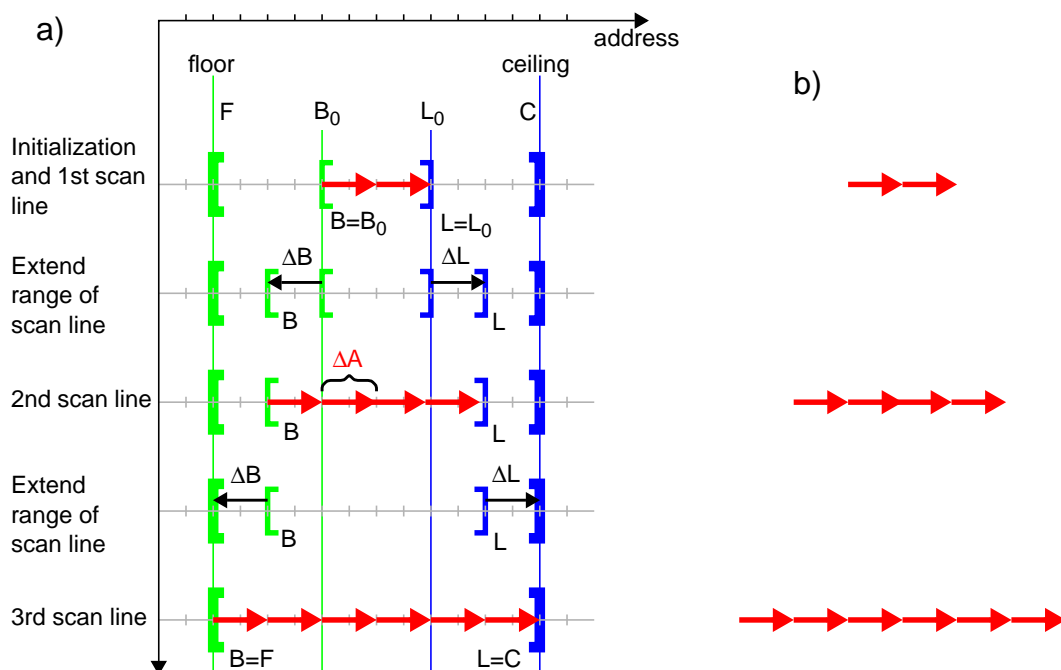 a)
address
floor
ceiling
b)
F
B₀
L₀
C
Initialization
and 1st scan
line
B=B₀
L=L₀
Extend
range of
scan line
ΔB
ΔL
B
L
ΔA
2nd scan line
B
L
Extend
range of
scan line
ΔB
ΔL
B
L
3rd scan line
B=F
L=C